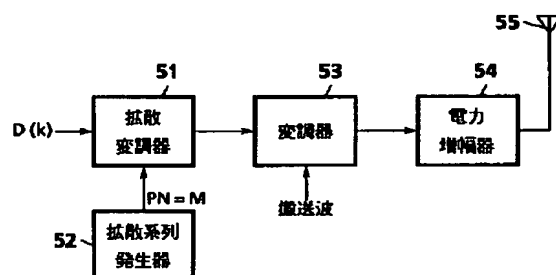 55
51
53
54
D (k)
拡散
変調器
変調器
電力
増幅器
PN = M
搬送波
52
拡散系列
発生器